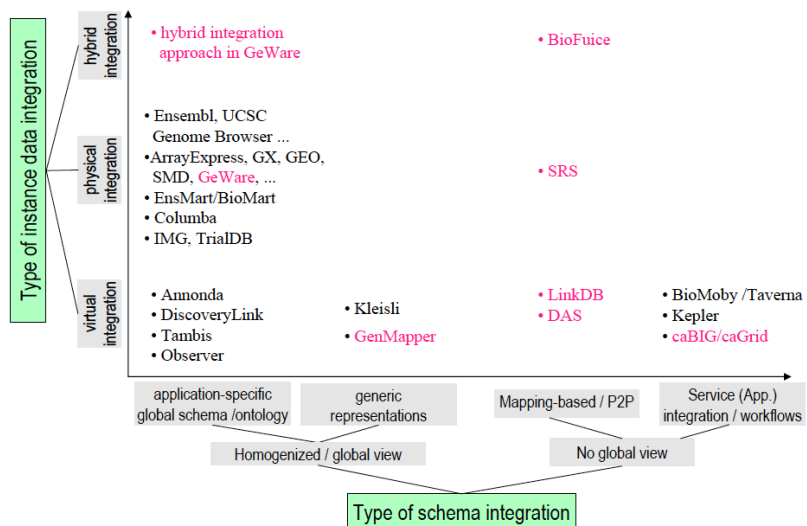 Type of instance data integration
hybrid
integration
• hybrid integration
approach in GeWare
• BioFuice
physical
integration
• Ensembl, UCSC
Genome Browser ...
• ArrayExpress, GX, GEO,
SMD, GeWare, ...
• EnsMart/BioMart
• Columba
• IMG, TrialDB
• SRS
virtual
integration
• Annonda
• DiscoveryLink
• Tambis
• Observer
• Kleisli
• GenMapper
• LinkDB
• DAS
• BioMoby /Taverna
• Kepler
• caBIG/caGrid
application-specific
global schema /ontology
generic
representations
Mapping-based / P2P
Service (App.)
integration / workflows
Homogenized / global view
No global view
Type of schema integration